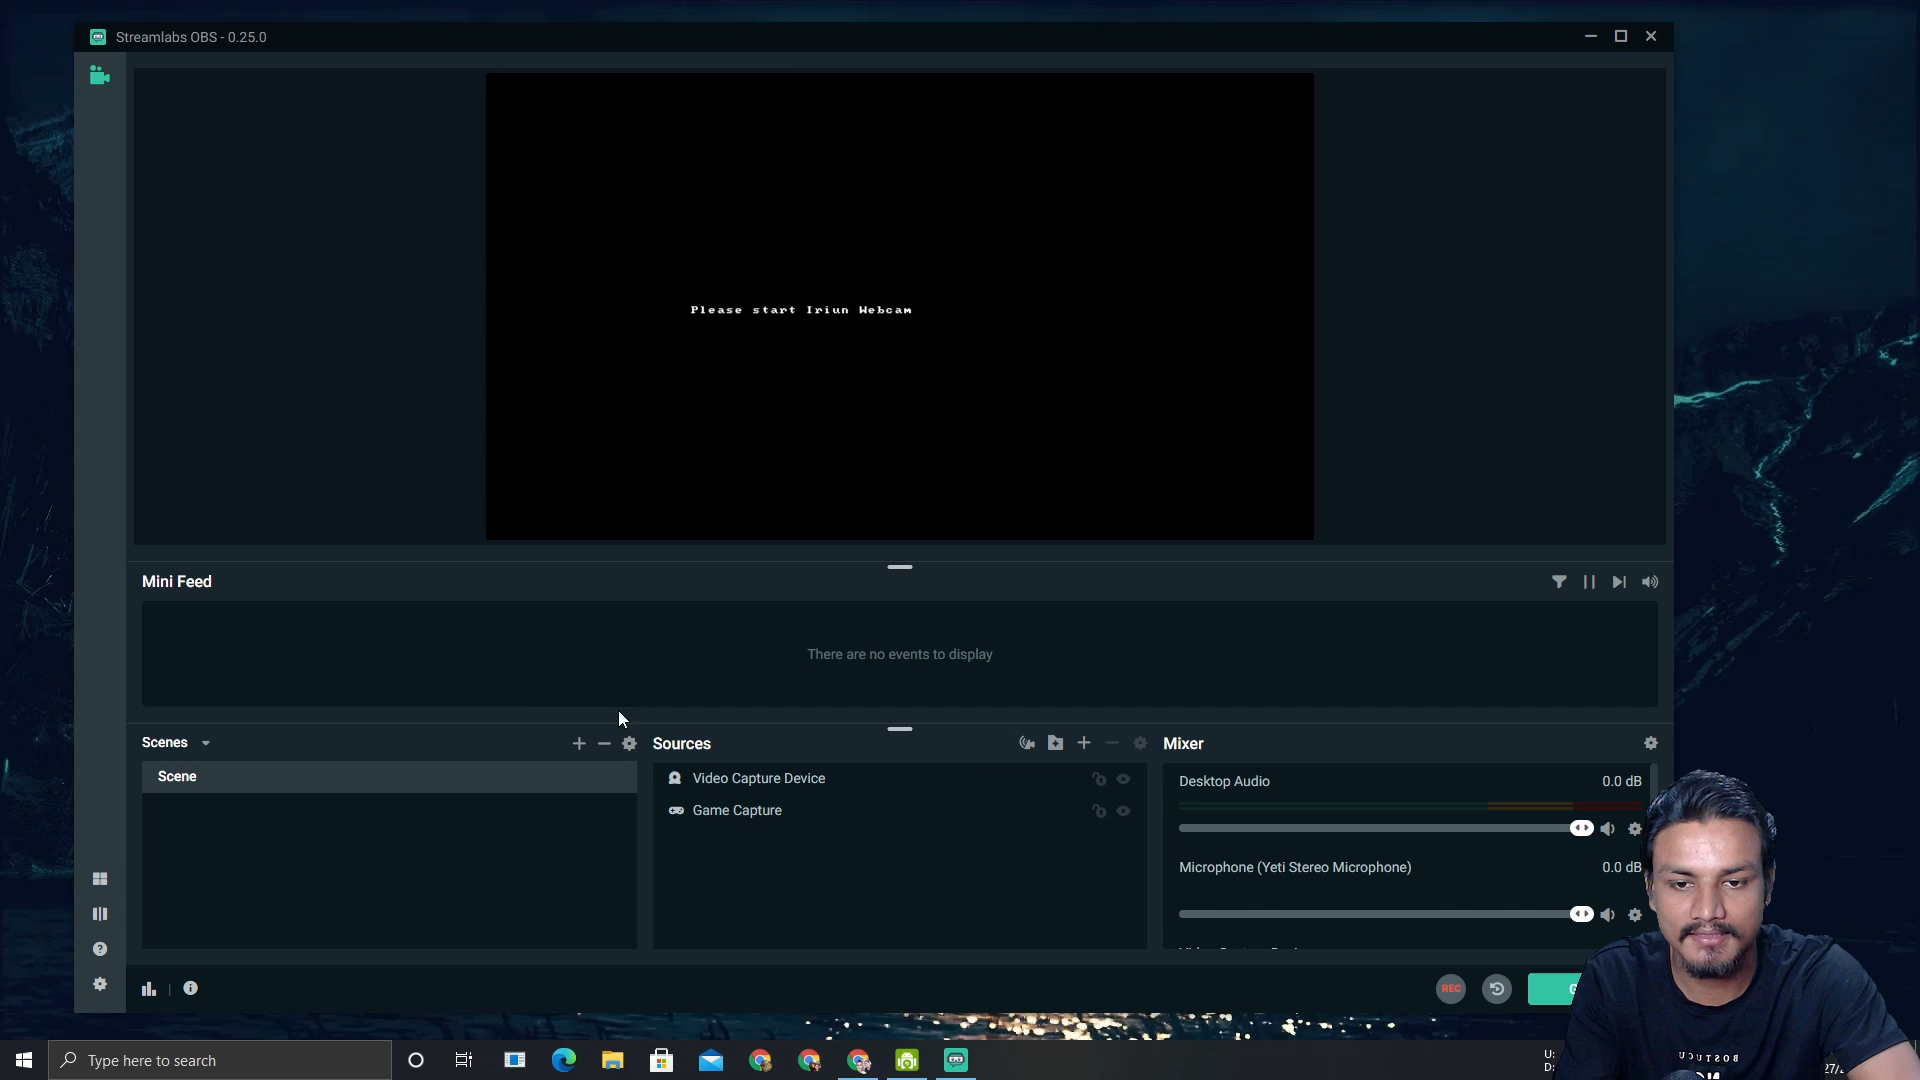 Streamlabs OBS - 0.25.0
Please start Iriun Webcam
Mini Feed
There are no events to display
Scenes
Sources
Mixer
Scene
Video Capture Device
Game Capture
Desktop Audio
0.0 dB
Microphone (Yeti Stereo Microphone)
0.0 dB
REC
G
Type here to search
U:
D:
27/